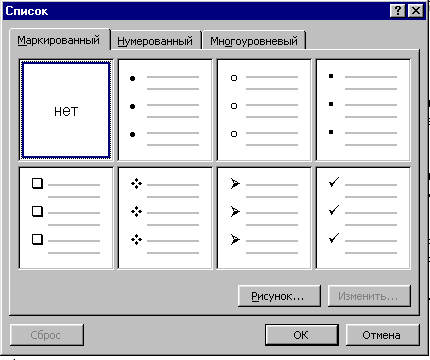 Список
Маркированный Нумерованный Многоуровневый
нет
Рисунок... Изменить...
Сброс ОК Отмена